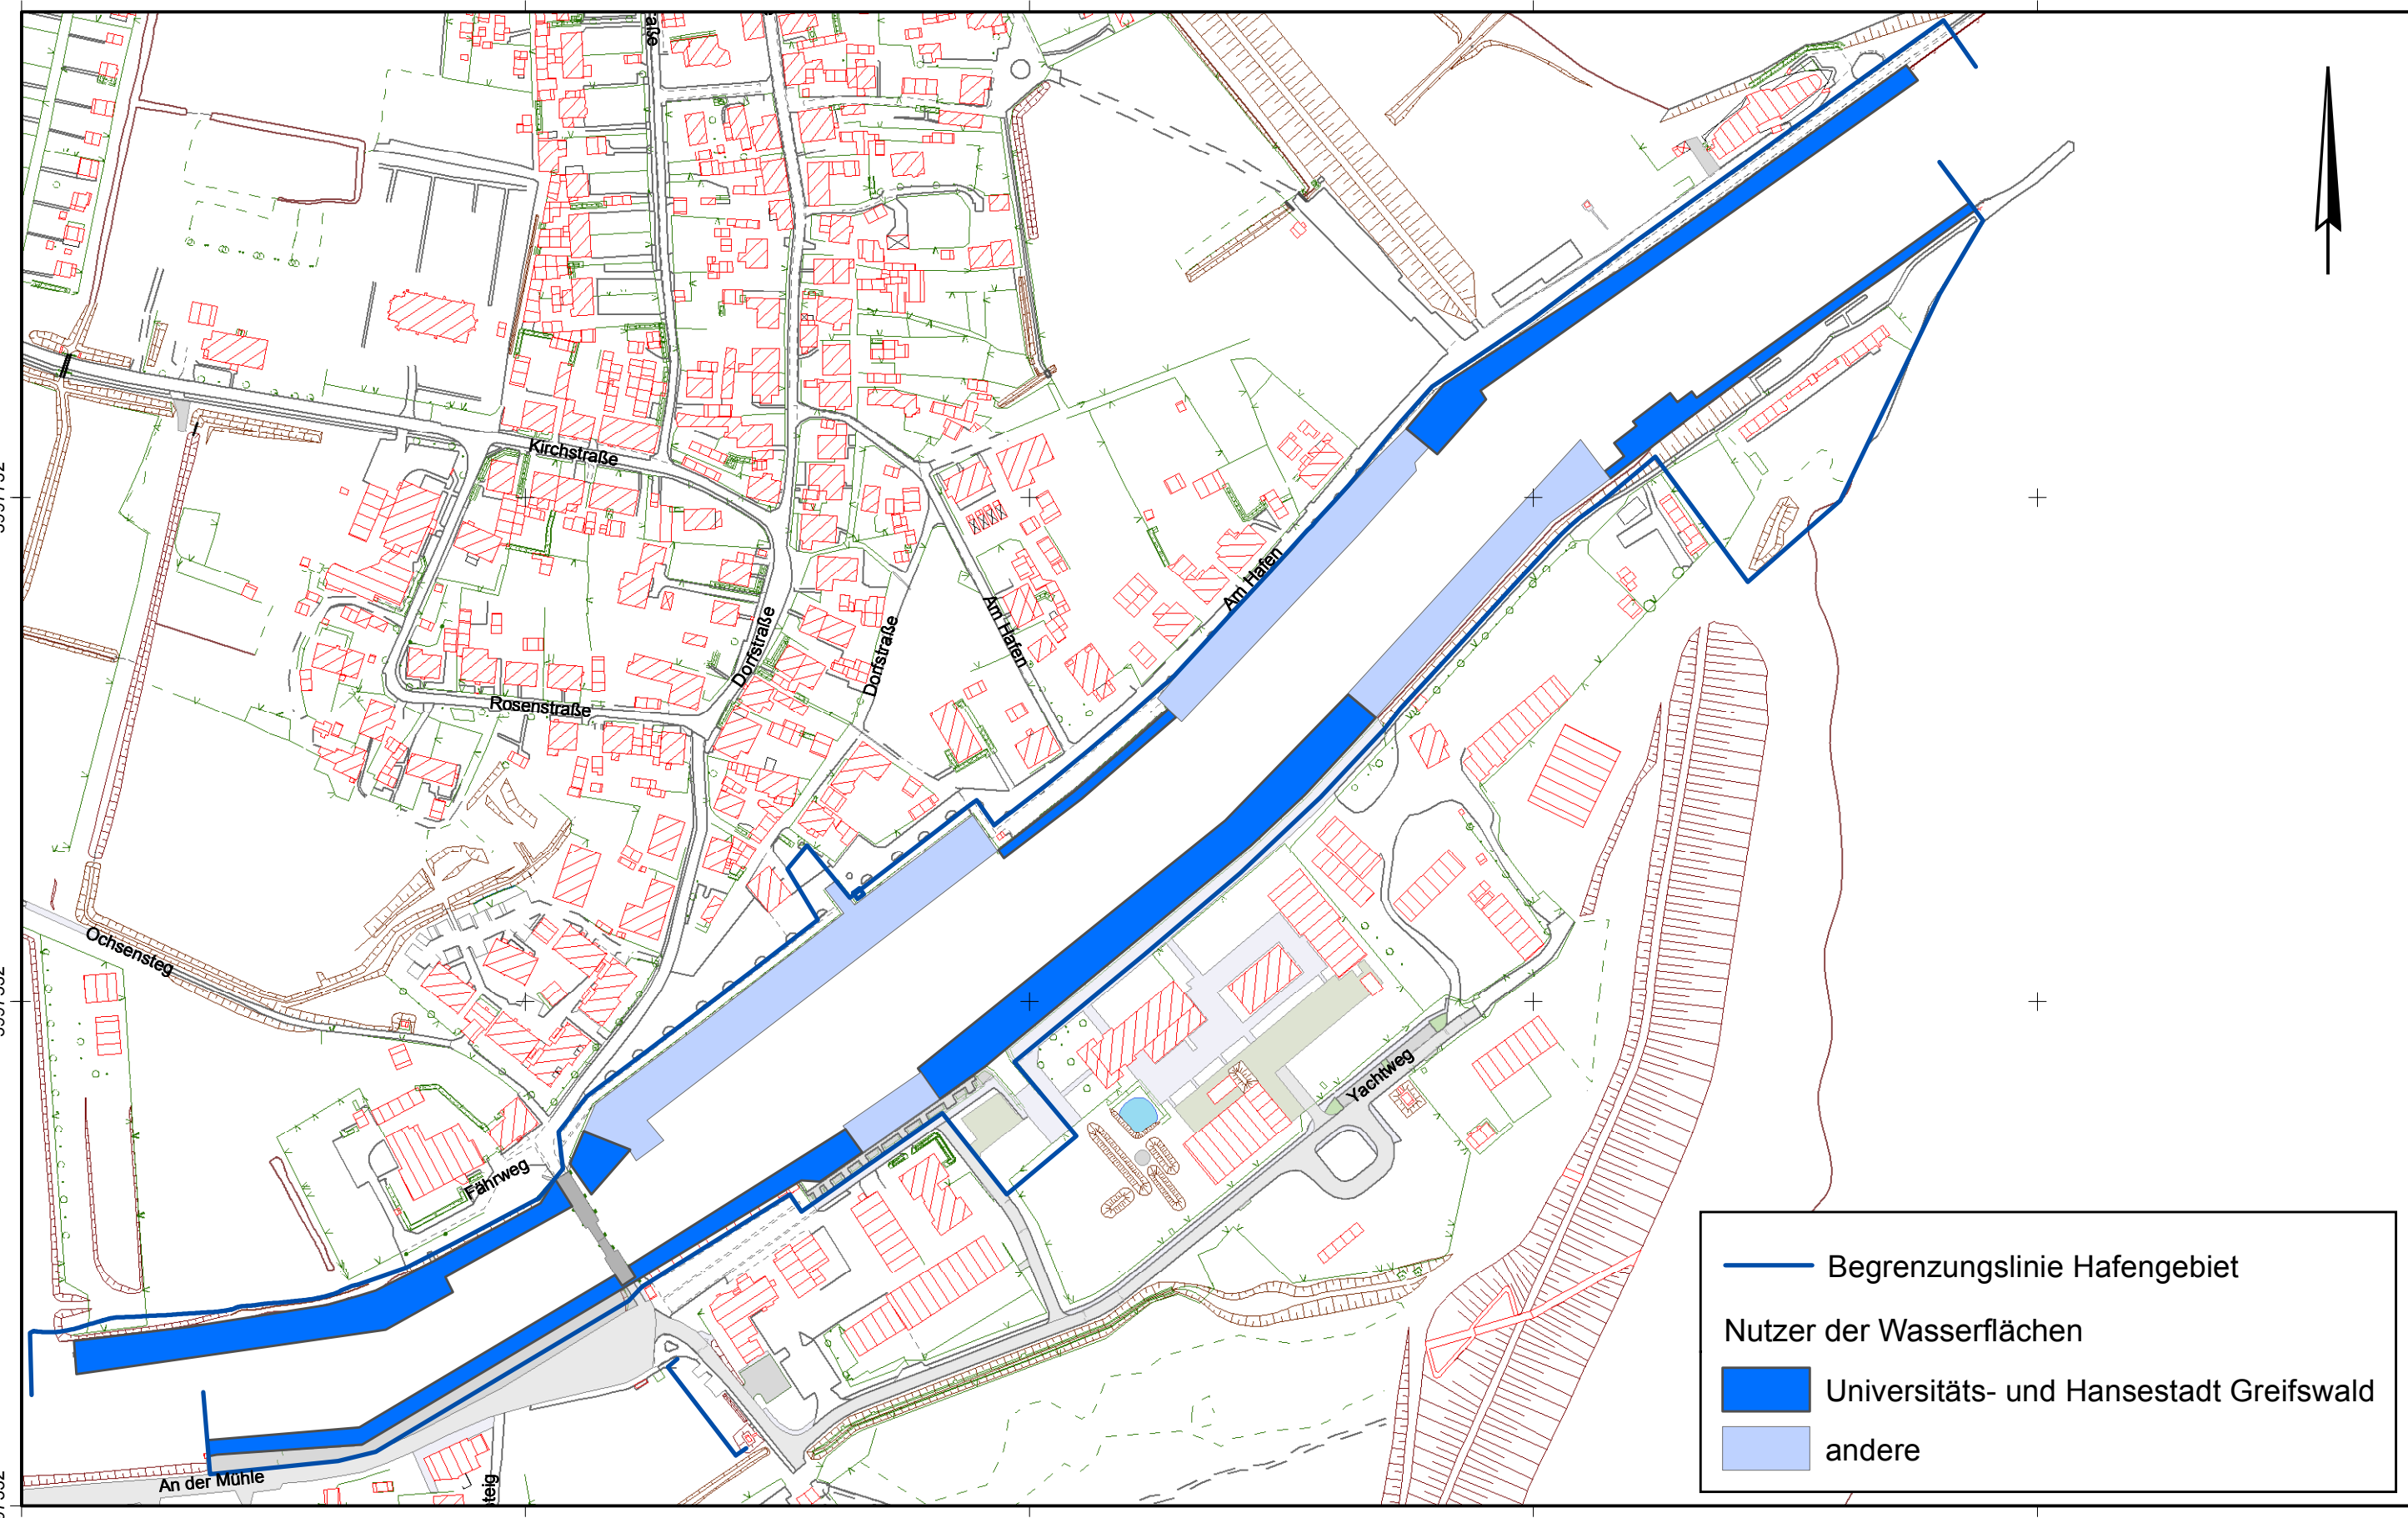 Kirchstraße
Am Hafen
Am Hafen
Dorfstraße
Dorfstraße
Rosenstraße
Ochsensteg
Yachtweg
Fährweg
An der Mühle
Begrenzungslinie Hafengebiet
Nutzer der Wasserflächen
Universitäts- und Hansestadt Greifswald
andere